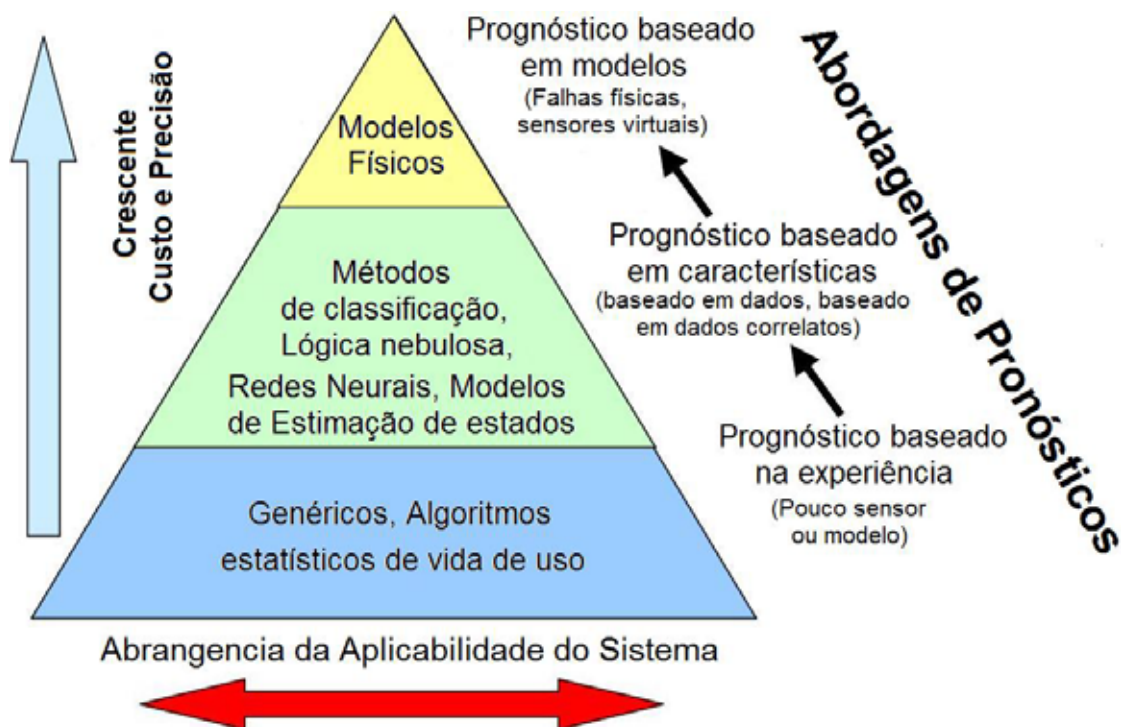 Crescente
Custo e Precisão
Modelos
Físicos
Métodos
de classificação,
Lógica nebulosa,
Redes Neurais, Modelos
de Estimação de estados
Genéricos, Algoritmos
estatísticos de vida de uso
Prognóstico baseado
em modelos
(Falhas físicas,
sensores virtuais)
Prognóstico baseado
em características
(baseado em dados, baseado
em dados correlatos)
Prognóstico baseado
na experiência
(Pouco sensor
ou modelo)
Abordagens de Pronósticos
Abrangencia da Aplicabilidade do Sistema